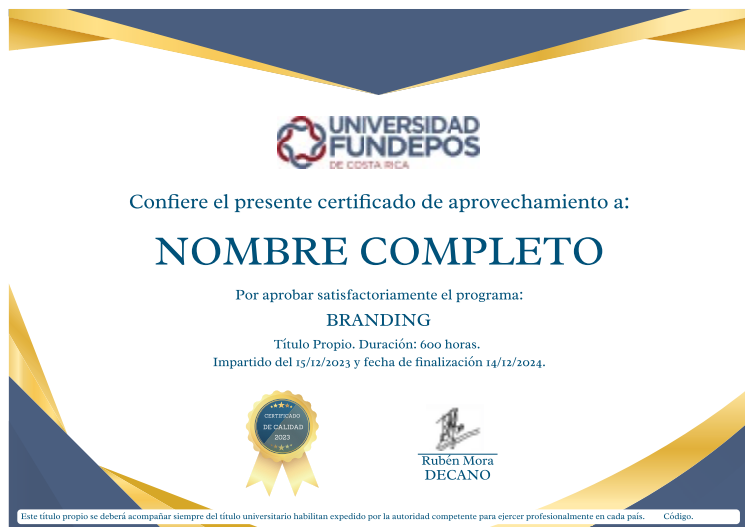 UNIVERSIDAD
FUNDEPOS
DE COSTA RICA
Confiere el presente certificado de aprovechamiento a:
NOMBRE COMPLETO
Por aprobar satisfactoriamente el programa:
BRANDING
Título Propio. Duración: 600 horas.
Impartido del 15/12/2023 y fecha de finalización 14/12/2024.
CERTIFICADO
DE CALIDAD
2023
Rubén Mora
DECANO
Este título propio se deberá acompañar siempre del título universitario habilitan expedido por la autoridad competente para ejercer profesionalmente en cada país. Código.